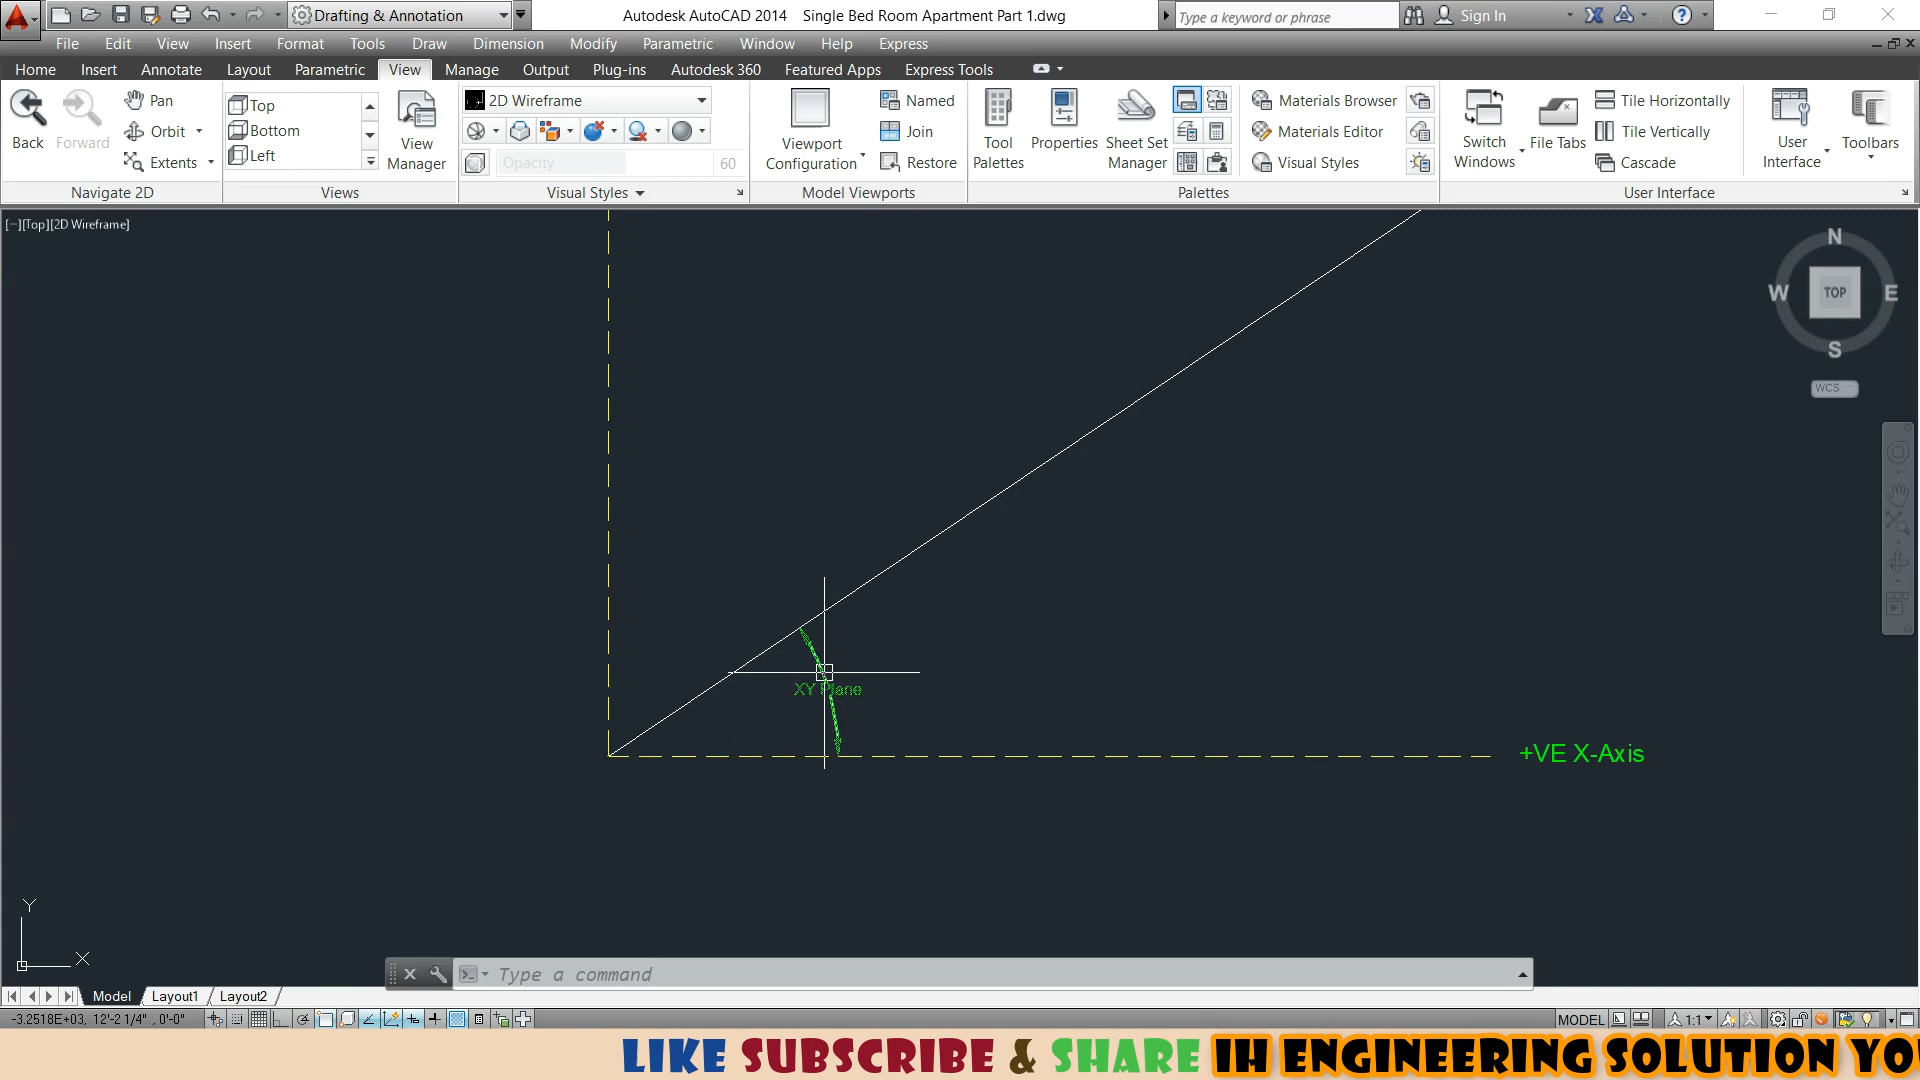 Drafting & Annotation
Autodesk AutoCAD 2014 Single Bed Room Apartment Part 1.dwg
Type a keyword or phrase
Sign In
File Edit View Insert Format Tools Draw Dimension Modify Parametric Window Help Express
Home Insert Annotate Layout Parametric View Manage Output Plug-ins Autodesk 360 Featured Apps Express Tools
Back
Forward
Pan
Orbit
Extents
Navigate 2D
Top
Bottom
Left
View Manager
Views
2D Wireframe
Opacity 60
Visual Styles
Viewport Configuration
Named
Join
Restore
Model Viewports
Tool Palettes
Properties
Sheet Set Manager
Materials Browser
Materials Editor
Visual Styles
Palettes
Switch Windows
File Tabs
Tile Horizontally
Tile Vertically
Cascade
User Interface
Toolbars
User Interface
[−][Top][2D Wireframe]
N
W TOP E
S
WCS
XY Plane
+VE X-Axis
Y
X
Type a command
Model Layout1 Layout2
-3.2518E+03, 12'-2 1/4" , 0'-0"
MODEL
1:1
LIKE SUBSCRIBE & SHARE IH ENGINEERING SOLUTION YO